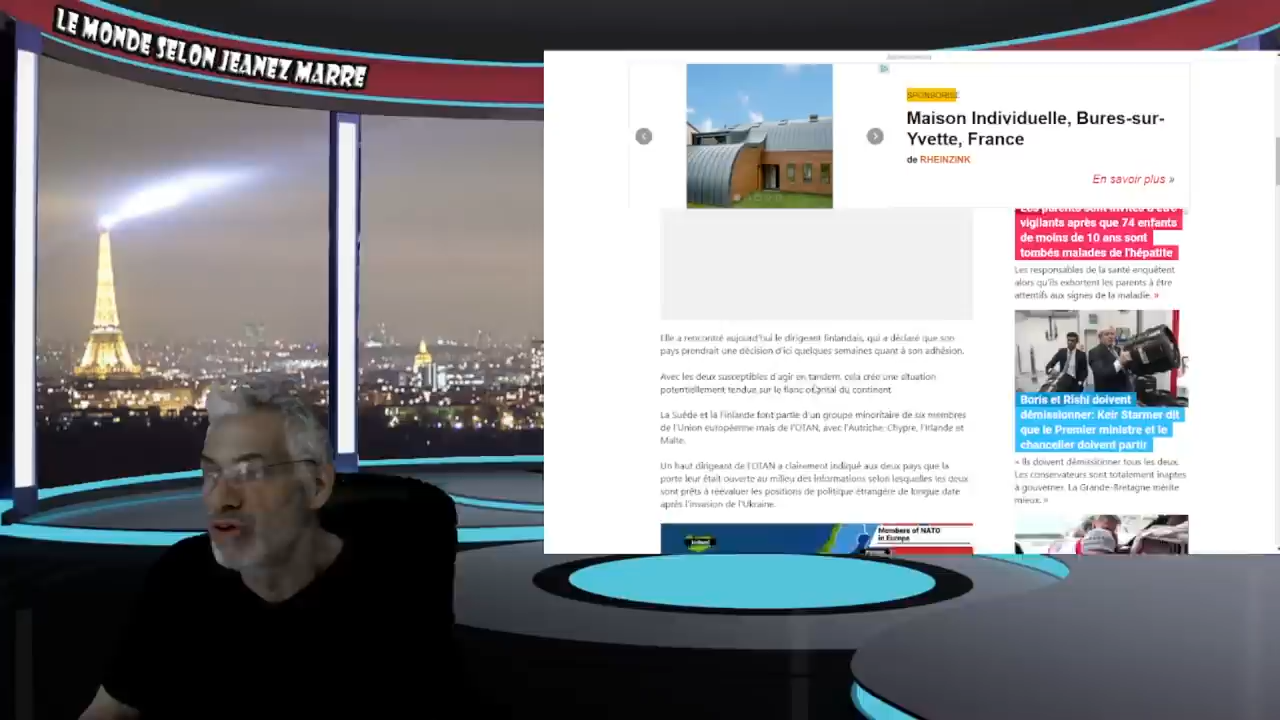 LE MONDE SELON JEANEZ MARRE
SPONSORISÉ
Maison Individuelle, Bures-sur-
Yvette, France
de RHEINZINK
En savoir plus »
Les parents sont invités à être
vigilants après que 74 enfants
de moins de 10 ans sont
tombés malades de l'hépatite
Les responsables de la santé enquêtent
alors qu'ils exhortent les parents à être
attentifs aux signes de la maladie. »
Elle a rencontré aujourd'hui le dirigeant finlandais, qui a déclaré que son
pays prendrait une décision d'ici quelques semaines quant à son adhésion.
Avec les deux susceptibles d'agir en tandem, cela crée une situation
potentiellement tendue sur le flanc oriental du continent.
La Suède et la Finlande font partie d'un groupe minoritaire de six membres
de l'Union européenne mais de l'OTAN, avec l'Autriche, Chypre, l'Irlande et
Malte.
Un haut dirigeant de l'OTAN a clairement indiqué aux deux pays que la
porte leur était ouverte au milieu des informations selon lesquelles les deux
sont prêts à réévaluer les positions de politique étrangère de longue date
après l'invasion de l'Ukraine.
Boris et Rishi doivent
démissionner: Keir Starmer dit
que le Premier ministre et le
chancelier doivent partir
« Ils doivent démissionner tous les deux.
Les conservateurs sont totalement inaptes
à gouverner. La Grande-Bretagne mérite
mieux. »
Iceland
Members of NATO
in Europe